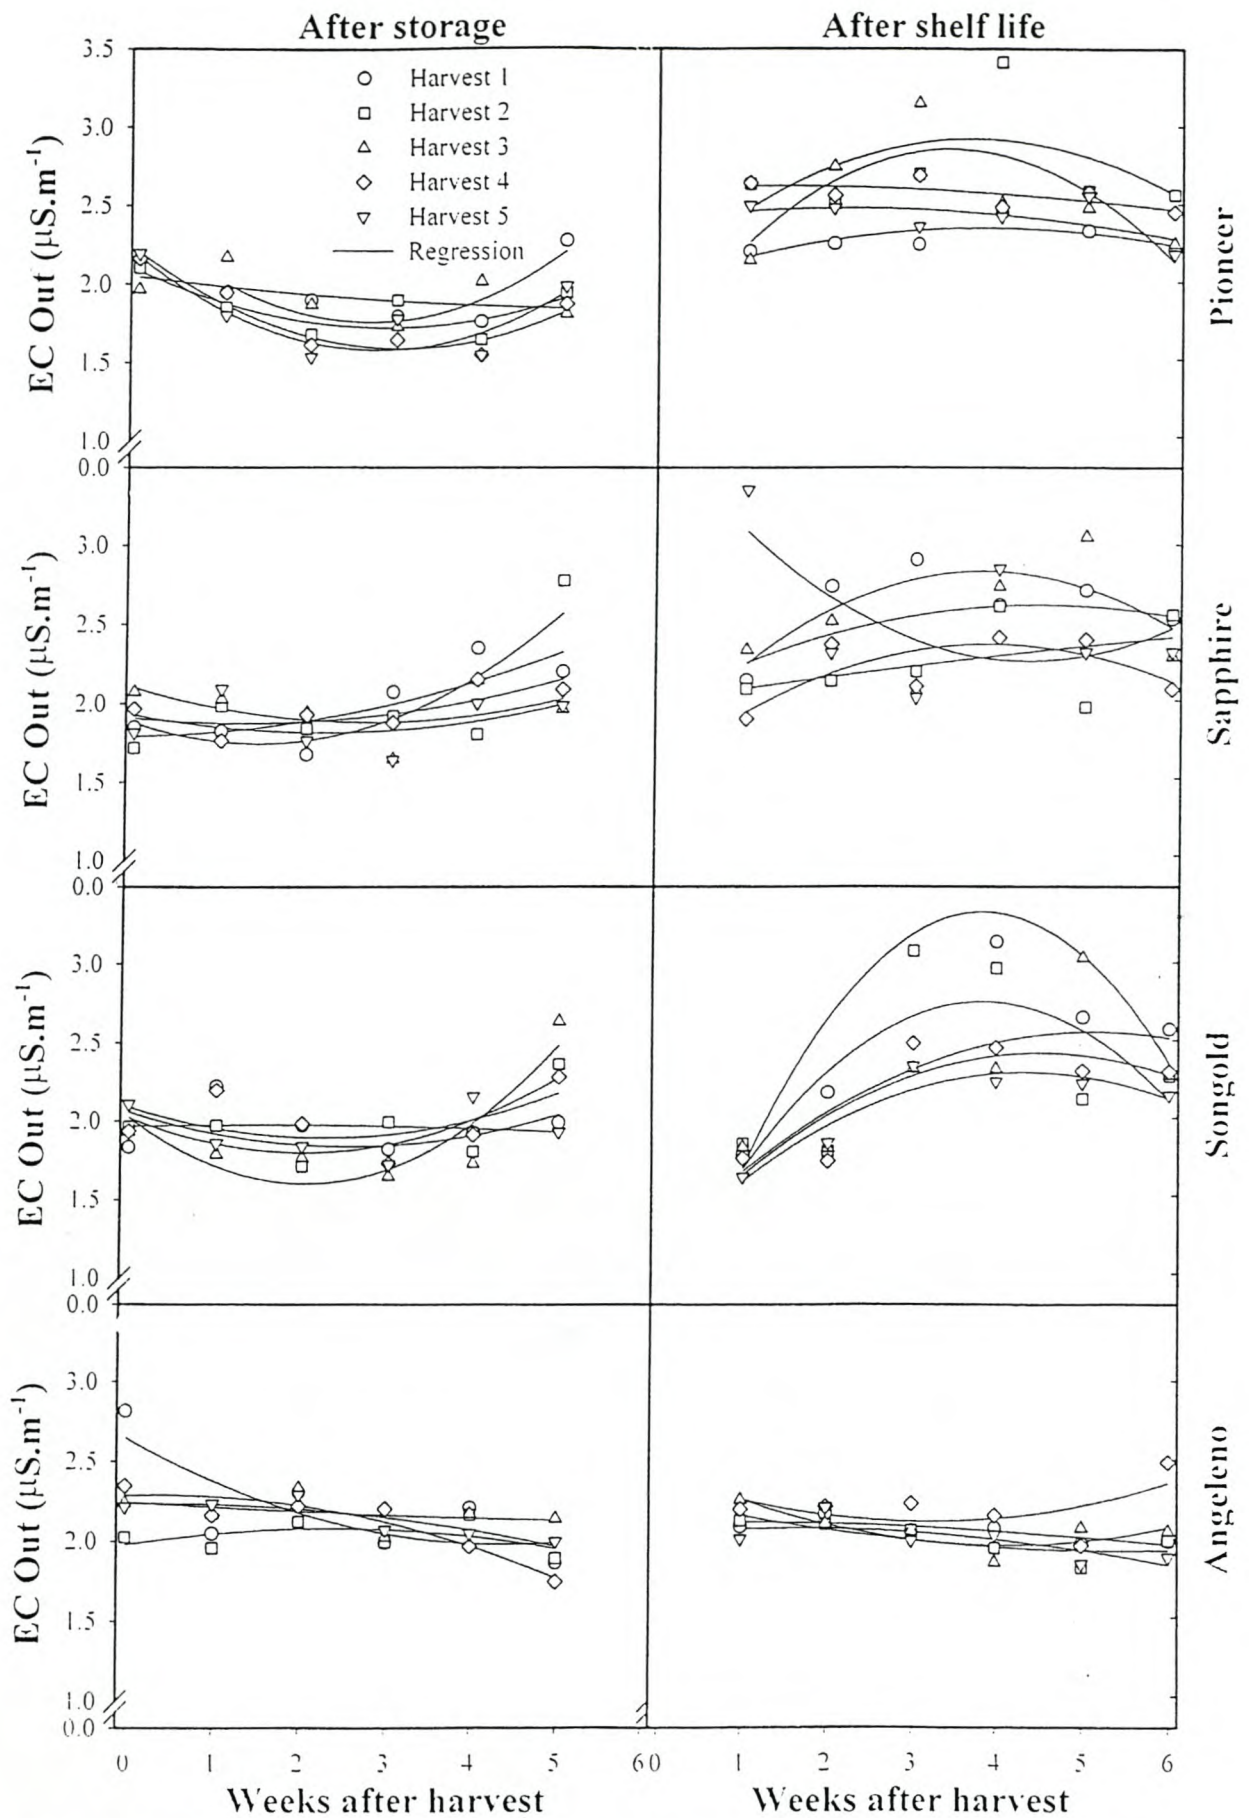 After storage
After shelf life
3.5
3.0
2.5
2.0
1.5
1.0
0.0
EC Out (µS.m⁻¹)
Harvest 1
Harvest 2
Harvest 3
Harvest 4
Harvest 5
Regression
Pioneer
3.0
2.5
2.0
1.5
1.0
0.0
EC Out (µS.m⁻¹)
Sapphire
3.0
2.5
2.0
1.5
1.0
0.0
EC Out (µS.m⁻¹)
Songold
3.0
2.5
2.0
1.5
1.0
0.0
EC Out (µS.m⁻¹)
Angeleno
0 1 2 3 4 5 6 0 1 2 3 4 5 6
Weeks after harvest
Weeks after harvest